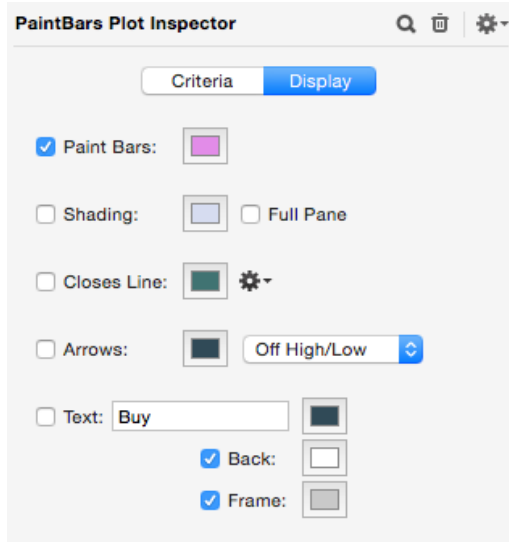 PaintBars Plot Inspector
Criteria Display
Paint Bars:
Shading: Full Pane
Closes Line:
Arrows: Off High/Low
Text: Buy
Back:
Frame: